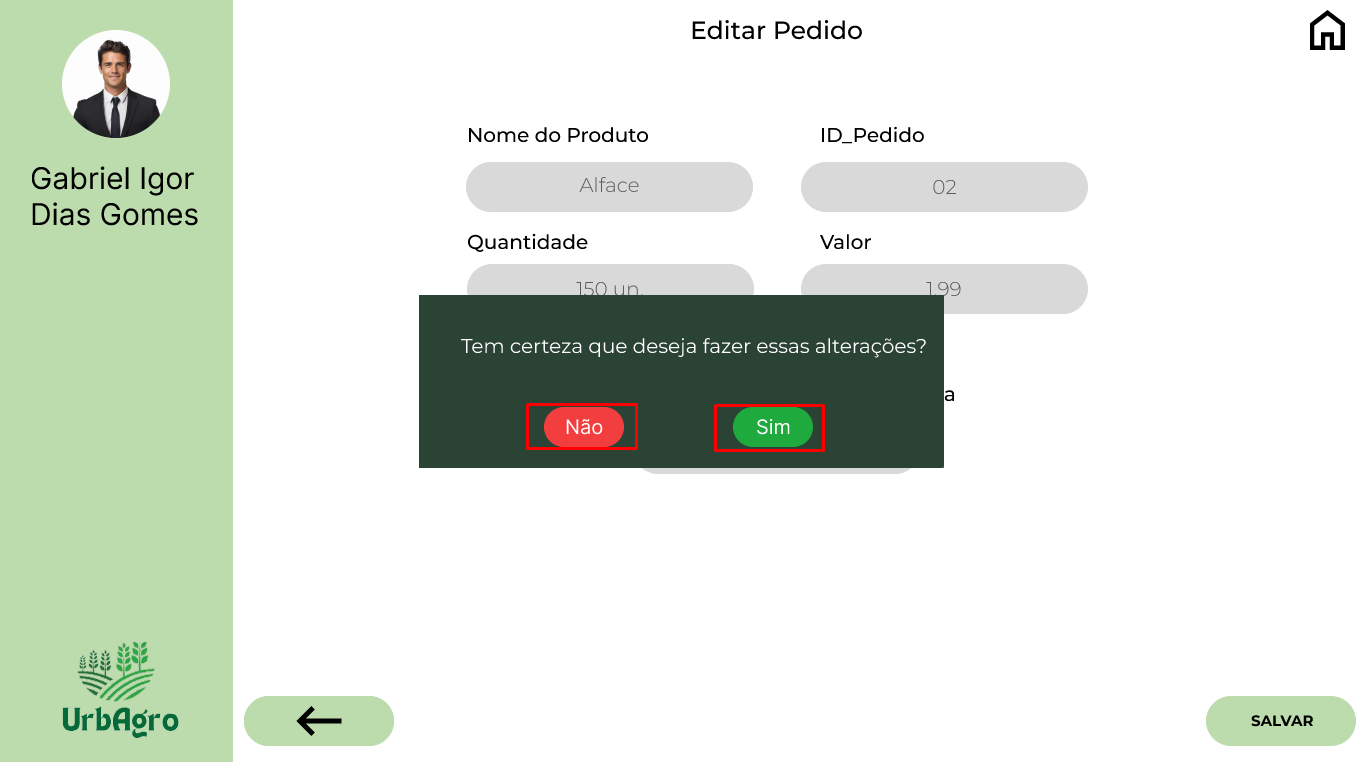 Editar Pedido
Gabriel Igor
Dias Gomes
Nome do Produto
ID_Pedido
Alface
02
Quantidade
Valor
150 un.
1.99
Tem certeza que deseja fazer essas alterações?
a
Não
Sim
UrbAgro
SALVAR